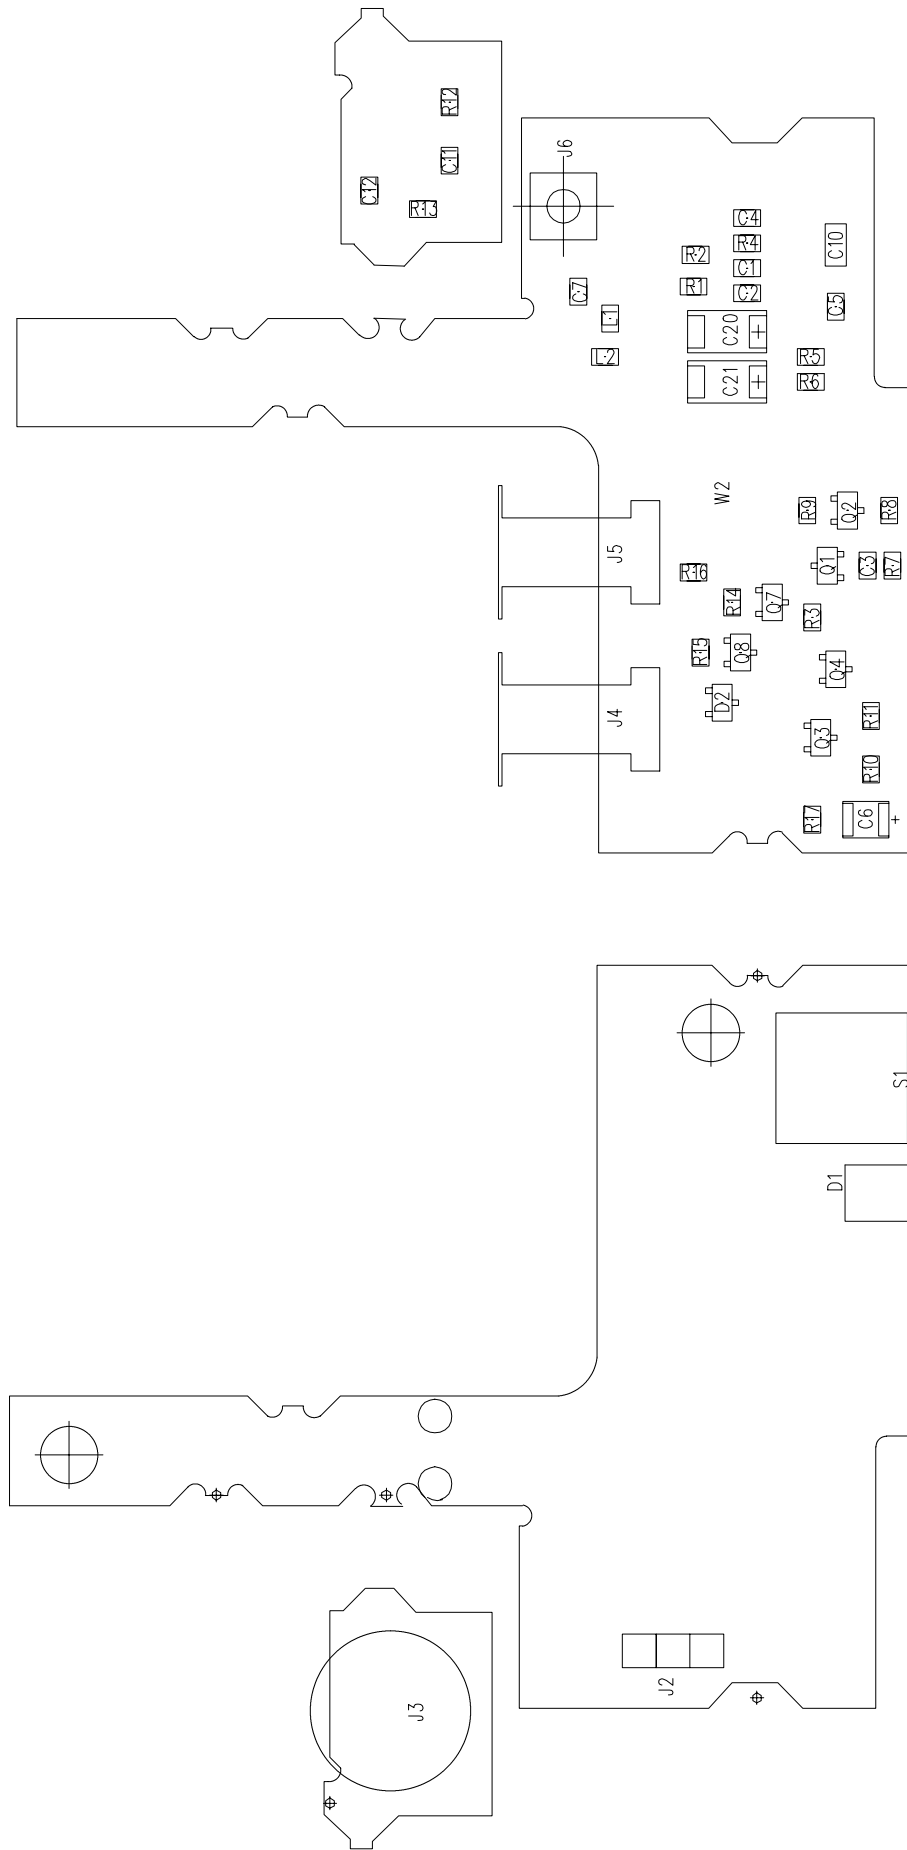 R12
C11
C12
R13
J6
C4
R4
C1
C2
R2
R1
C10
C5
C7
L1
L2
C20
+
C21
+
R5
R6
W2
R9
Q2
R8
J5
Q1
C3
R7
R16
R14
Q7
R3
R15
Q8
Q4
D2
J4
R11
Q3
R10
R17
C6
+
S1
D1
J2
J3